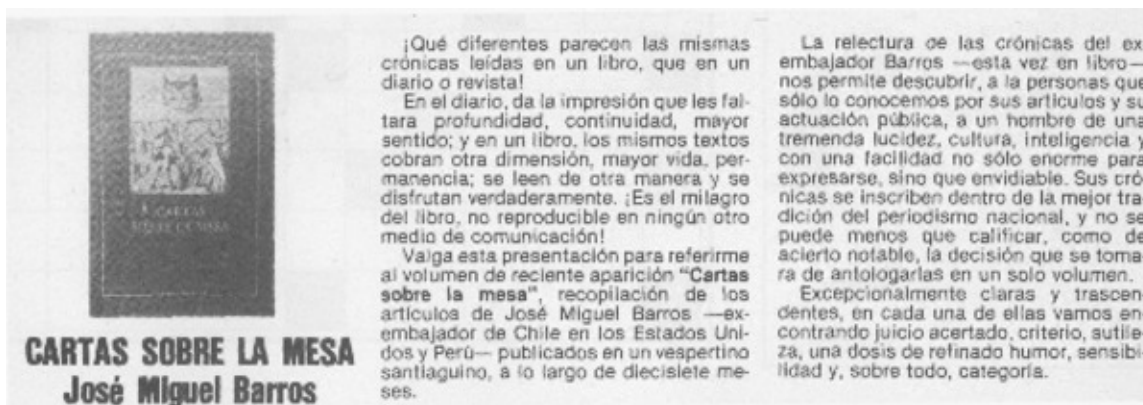 CARTAS
SOBRE LA MESA
CARTAS SOBRE LA MESA
José Miguel Barros
¡Qué diferentes parecen las mismas
crónicas leídas en un libro, que en un
diario o revista!
En el diario, da la impresión que les fal-
tara profundidad, continuidad, mayor
sentido; y en un libro, los mismos textos
cobran otra dimensión, mayor vida, per-
manencia; se leen de otra manera y se
disfrutan verdaderamente. ¡Es el milagro
del libro, no reproducible en ningún otro
medio de comunicación!
Valga esta presentación para referirme
al volumen de reciente aparición "Cartas
sobre la mesa", recopilación de los
artículos de José Miguel Barros —ex-
embajador de Chile en los Estados Uni-
dos y Perú— publicados en un vespertino
santiaguino, a lo largo de diecisiete me-
ses.
La relectura de las crónicas del ex
embajador Barros —esta vez en libro—
nos permite descubrir, a la personas que
sólo lo conocemos por sus artículos y su
actuación pública, a un hombre de una
tremenda lucidez, cultura, inteligencia y
con una facilidad no sólo enorme para
expresarse, sino que envidiable. Sus cró-
nicas se inscriben dentro de la mejor tra-
dición del periodismo nacional, y no se
puede menos que calificar, como de
acierto notable, la decisión que se toma-
ra de antologarlas en un solo volumen.
Excepcionalmente claras y trascen
dentes, en cada una de ellas vamos en-
contrando juicio acertado, criterio, sutile-
za, una dosis de refinado humor, sensibi-
lidad y, sobre todo, categoría.